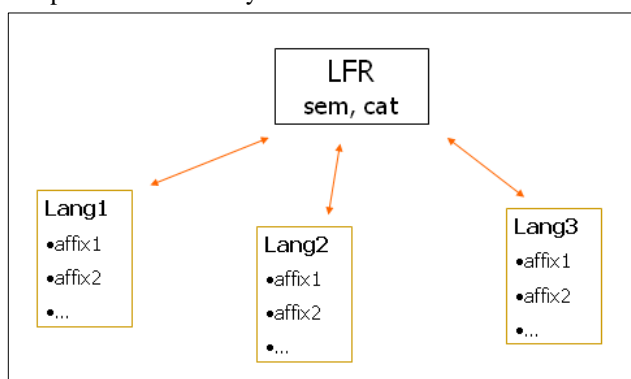 LFR
sem, cat
Lang1
•affix1
•affix2
•...
Lang2
•affix1
•affix2
•...
Lang3
•affix1
•affix2
•...